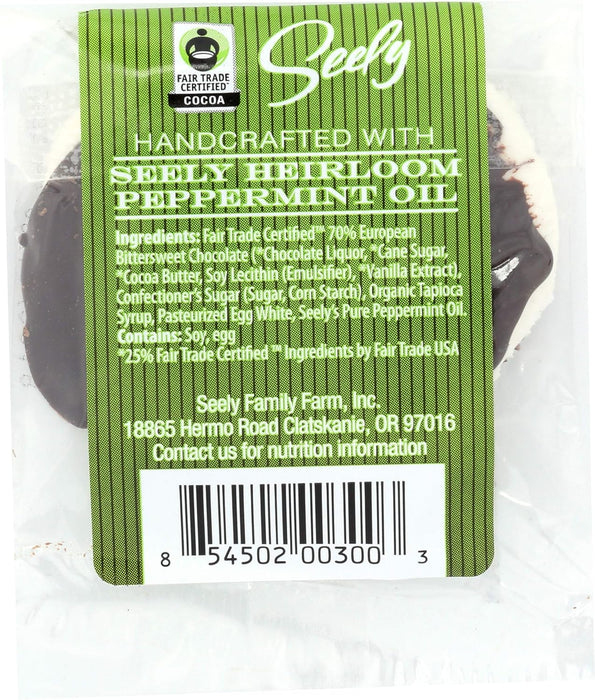 FAIR TRADE
CERTIFIED™
COCOA
Seely
HANDCRAFTED WITH
SEELY HEIRLOOM
PEPPERMINT OIL
Ingredients: Fair Trade Certified™ 70% European
Bittersweet Chocolate (*Chocolate Liquor, *Cane Sugar,
*Cocoa Butter, Soy Lecithin (Emulsifier), *Vanilla Extract),
Confectioner's Sugar (Sugar, Corn Starch), Organic Tapioca
Syrup, Pasteurized Egg White, Seely's Pure Peppermint Oil.
Contains: Soy, egg
*25% Fair Trade Certified ™ Ingredients by Fair Trade USA
Seely Family Farm, Inc.
18865 Hermo Road Clatskanie, OR 97016
Contact us for nutrition information
8 54502 00300 3